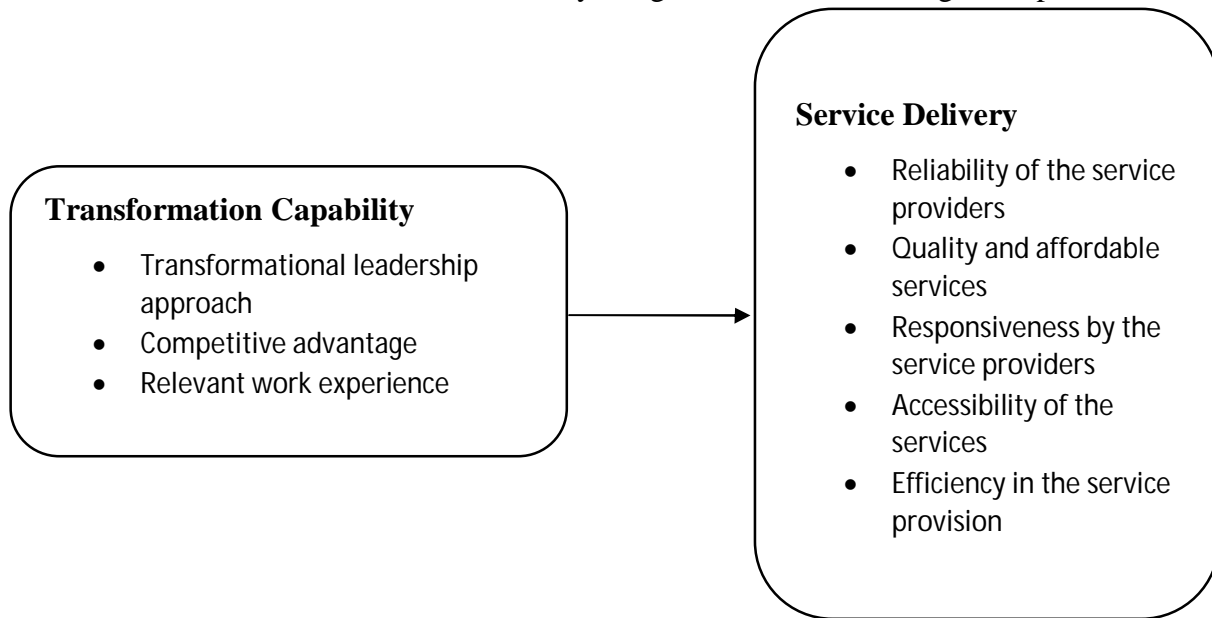 Transformation Capability
• Transformational leadership
approach
• Competitive advantage
• Relevant work experience
Service Delivery
• Reliability of the service
providers
• Quality and affordable
services
• Responsiveness by the
service providers
• Accessibility of the
services
• Efficiency in the service
provision